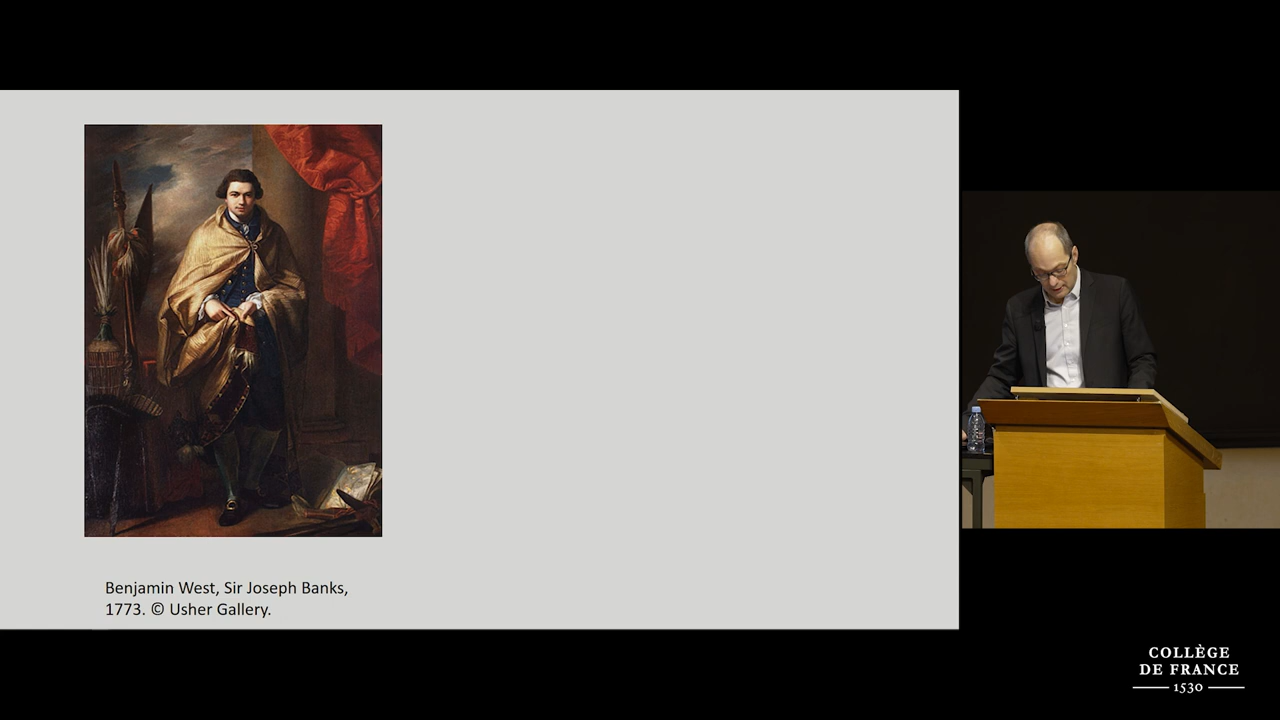 Benjamin West, Sir Joseph Banks,
1773. © Usher Gallery.
COLLÈGE
DE FRANCE
1530